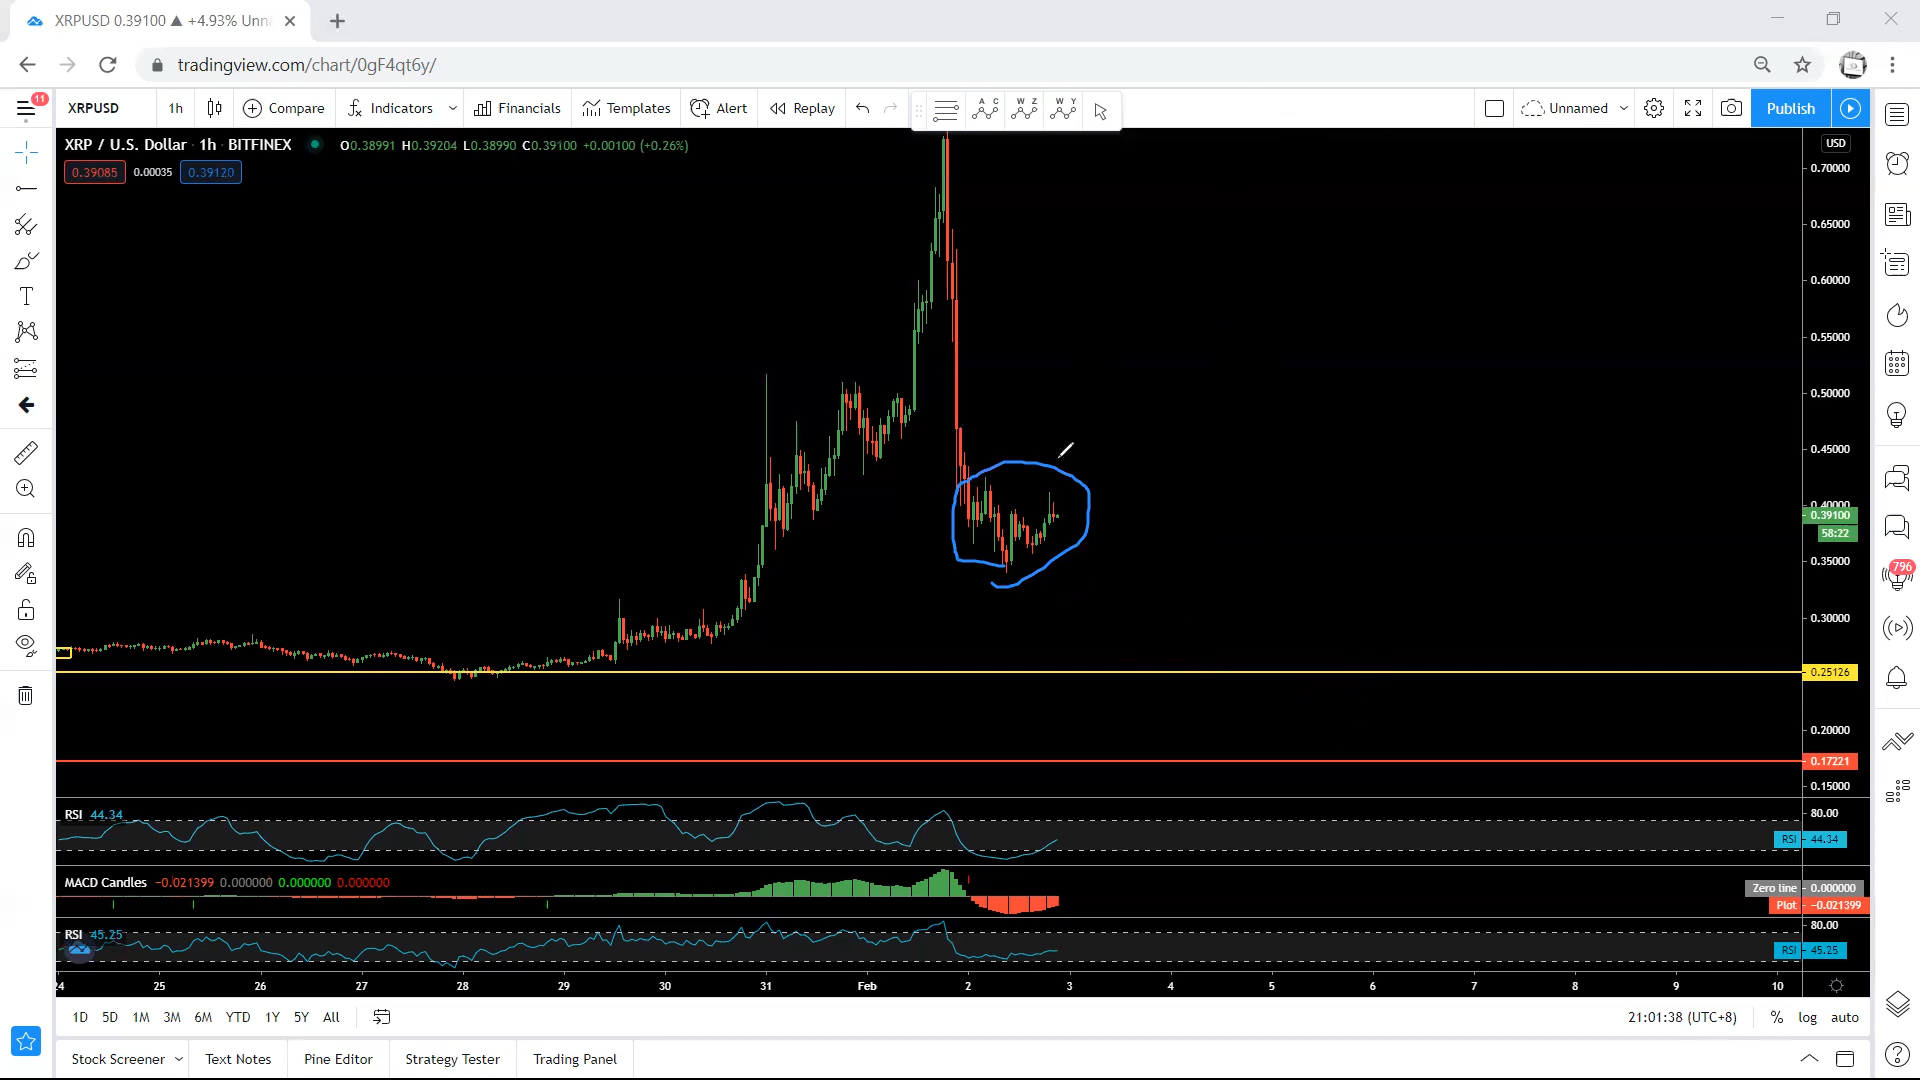 XRPUSD 0.39100 ▲ +4.93% Unna
tradingview.com/chart/0gF4qt6y/
11
XRPUSD 1h Compare Indicators Financials Templates Alert Replay
A C W Z W Y
Unnamed Publish
XRP / U.S. Dollar · 1h · BITFINEX O0.38991 H0.39204 L0.38990 C0.39100 +0.00100 (+0.26%)
0.39085 0.00035 0.39120
USD
0.70000
0.65000
0.60000
0.55000
0.50000
0.45000
0.40000
0.39100
58:22
0.35000
0.30000
0.25126
0.20000
0.17221
0.15000
796
RSI 44.34
80.00
RSI 44.34
MACD Candles −0.021399 0.000000 0.000000 0.000000
Zero line 0.000000
Plot −0.021399
RSI 45.25
80.00
RSI 45.25
24 25 26 27 28 29 30 31 Feb 2 3 4 5 6 7 8 9 10
1D 5D 1M 3M 6M YTD 1Y 5Y All
21:01:38 (UTC+8) % log auto
Stock Screener Text Notes Pine Editor Strategy Tester Trading Panel